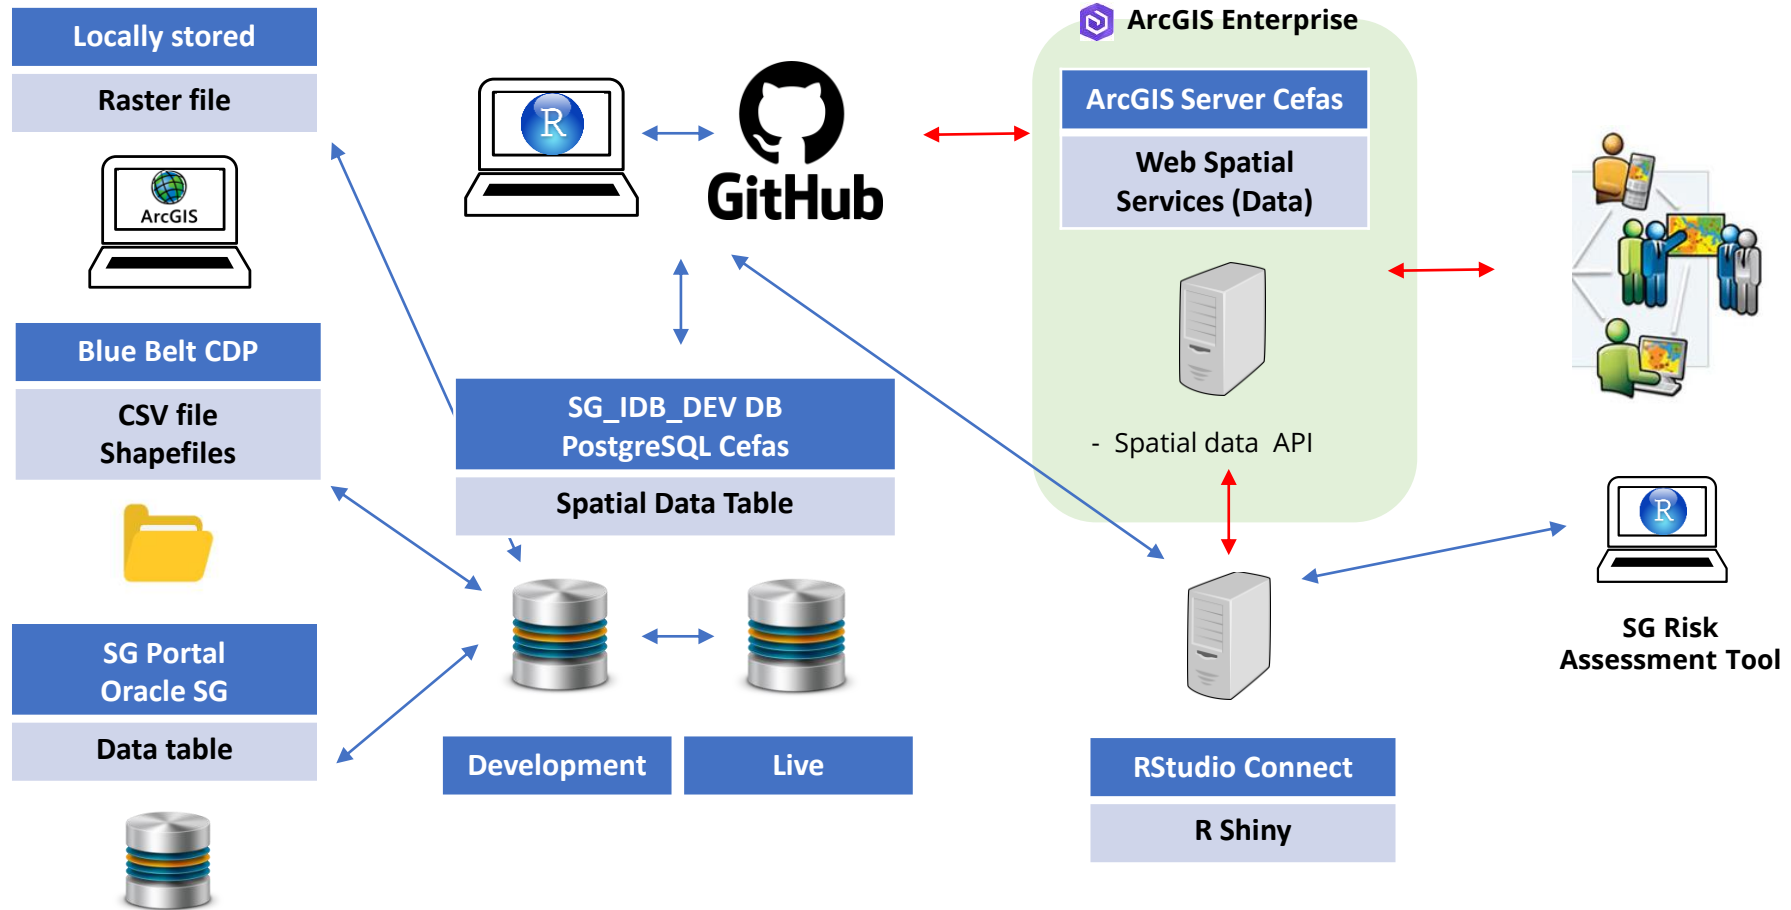 Locally stored
Raster file
ArcGIS
Blue Belt CDP
CSV file
Shapefiles
SG Portal
Oracle SG
Data table
R
GitHub
SG_IDB_DEV DB
PostgreSQL Cefas
Spatial Data Table
Development
Live
ArcGIS Enterprise
ArcGIS Server Cefas
Web Spatial
Services (Data)
- Spatial data API
RStudio Connect
R Shiny
R
SG Risk
Assessment Tool